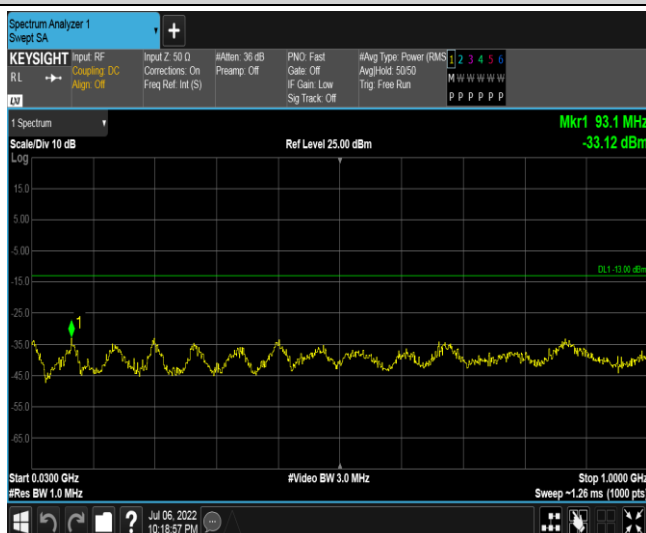 Spectrum Analyzer 1
Swept SA
+
KEYSIGHT
RL
LXI
Input: RF
Coupling: DC
Align: Off
Input Z: 50 Ω
Corrections: On
Freq Ref: Int (S)
#Atten: 36 dB
Preamp: Off
PNO: Fast
Gate: Off
IF Gain: Low
Sig Track: Off
#Avg Type: Power (RMS
Avg|Hold: 50/50
Trig: Free Run
1 2 3 4 5 6
M W W W W W
P P P P P P
1 Spectrum
Scale/Div 10 dB
Ref Level 25.00 dBm
Mkr1 93.1 MHz
-33.12 dBm
Log
15.0
5.00
-5.00
-15.0
-25.0
-35.0
-45.0
-55.0
-65.0
DL1 -13.00 dBm
1
Start 0.0300 GHz
#Res BW 1.0 MHz
#Video BW 3.0 MHz
Stop 1.0000 GHz
Sweep ~1.26 ms (1000 pts)
?
Jul 06, 2022
10:18:57 PM